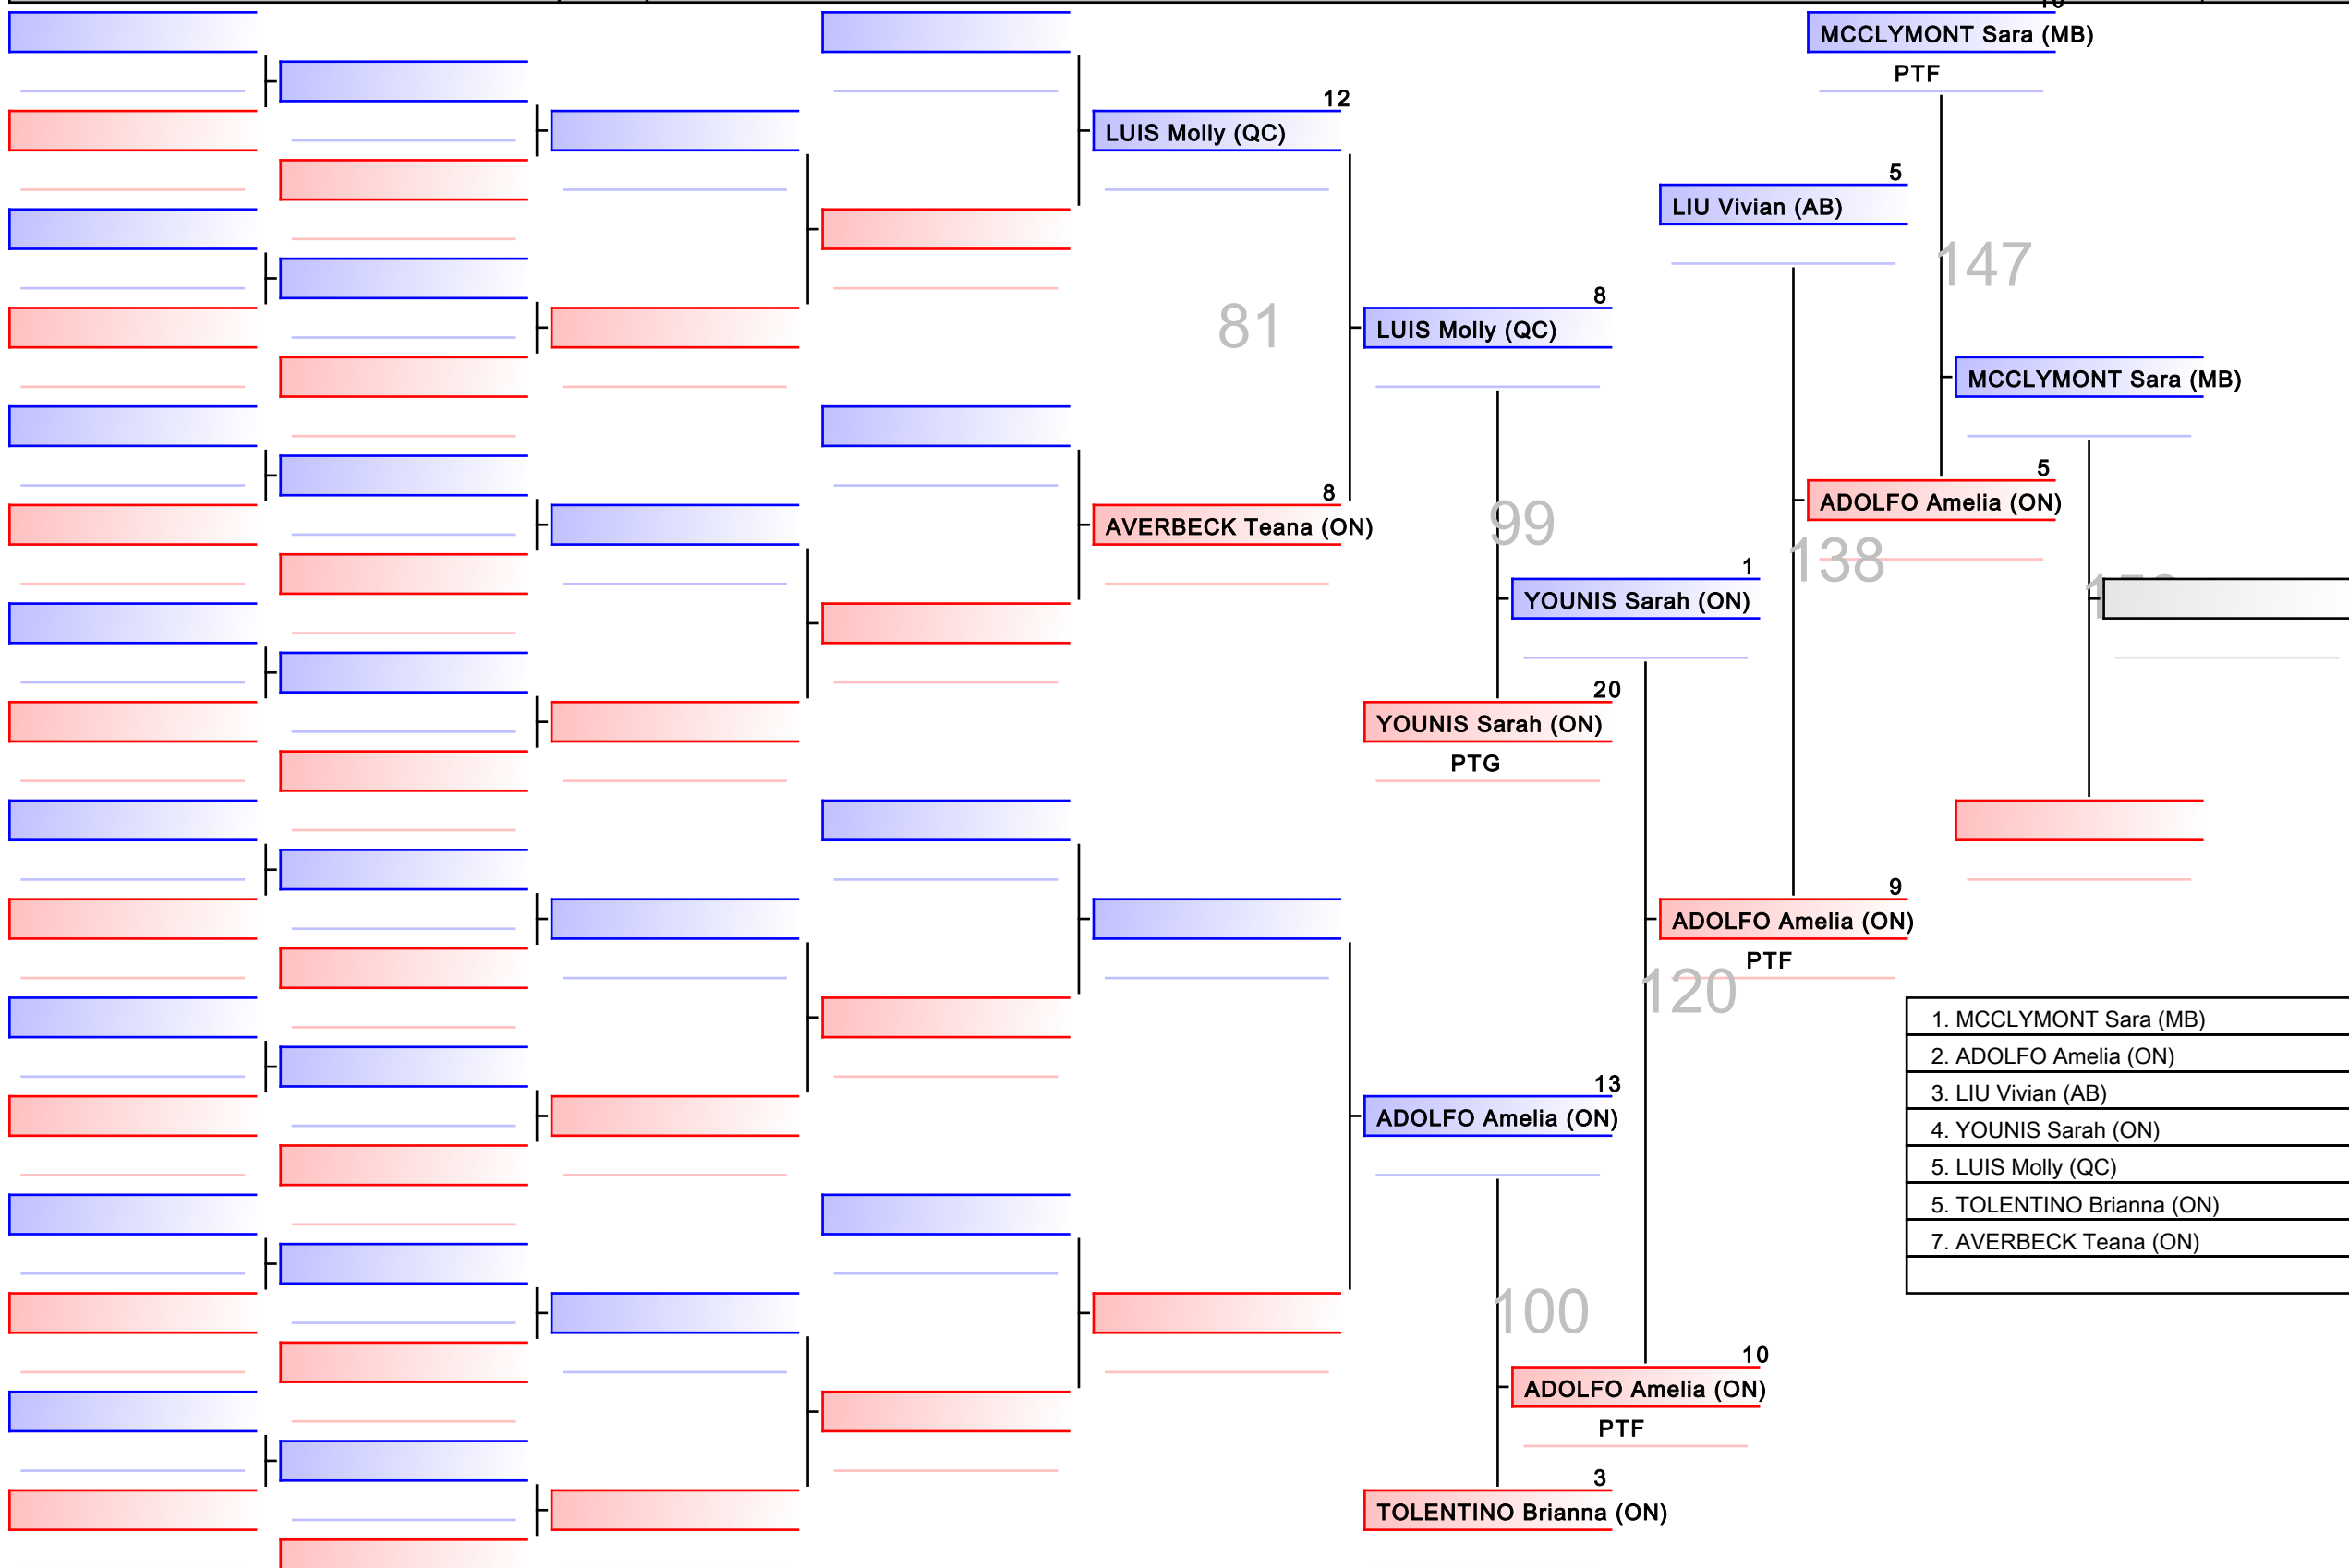 MCCLYMONT Sara (MB)
PTF
12
LUIS Molly (QC)
5
LIU Vivian (AB)
147
8
81
LUIS Molly (QC)
MCCLYMONT Sara (MB)
5
8
ADOLFO Amelia (ON)
AVERBECK Teana (ON)
99
138
1
YOUNIS Sarah (ON)
20
YOUNIS Sarah (ON)
PTG
9
ADOLFO Amelia (ON)
PTF
120
1. MCCLYMONT Sara (MB)
2. ADOLFO Amelia (ON)
3. LIU Vivian (AB)
4. YOUNIS Sarah (ON)
5. LUIS Molly (QC)
5. TOLENTINO Brianna (ON)
7. AVERBECK Teana (ON)
13
ADOLFO Amelia (ON)
100
10
ADOLFO Amelia (ON)
PTF
3
TOLENTINO Brianna (ON)